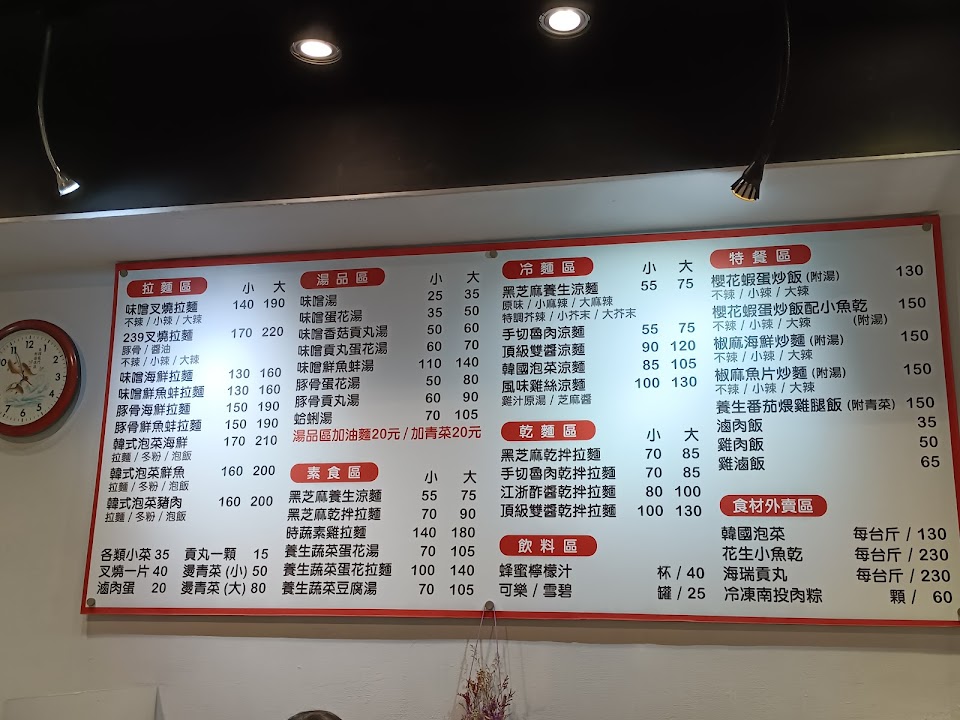 拉麵區 小 大
味噌叉燒拉麵 140 190
不辣 / 小辣 / 大辣
239叉燒拉麵 170 220
豚骨 / 醬油
不辣 / 小辣 / 大辣
味噌海鮮拉麵 130 160
味噌鮮魚蚌拉麵 130 160
豚骨海鮮拉麵 150 190
豚骨鮮魚蚌拉麵 150 190
韓式泡菜海鮮 170 210
拉麵 / 冬粉 / 泡飯
韓式泡菜鮮魚 160 200
拉麵 / 冬粉 / 泡飯
韓式泡菜豬肉 160 200
拉麵 / 冬粉 / 泡飯
各類小菜 35 貢丸一顆 15
叉燒一片 40 燙青菜 (小) 50
滷肉蛋 20 燙青菜 (大) 80
湯品區 小 大
味噌湯 25 35
味噌蛋花湯 35 50
味噌香菇貢丸湯 50 60
味噌貢丸蛋花湯 60 70
味噌鮮魚蚌湯 110 140
豚骨蛋花湯 50 80
豚骨貢丸湯 60 90
蛤蜊湯 70 105
湯品區加油麵20元 / 加青菜20元
素食區 小 大
黑芝麻養生涼麵 55 75
黑芝麻乾拌拉麵 70 90
時蔬素雞拉麵 140 180
養生蔬菜蛋花湯 70 105
養生蔬菜蛋花拉麵 100 140
養生蔬菜豆腐湯 70 105
冷麵區 小 大
黑芝麻養生涼麵 55 75
原味 / 小麻辣 / 大麻辣
特調芥辣 / 小芥末 / 大芥末
手切魯肉涼麵 55 75
頂級雙醬涼麵 90 120
韓國泡菜涼麵 85 105
風味雞絲涼麵 100 130
雞汁原湯 / 芝麻醬
乾麵區 小 大
黑芝麻乾拌拉麵 70 85
手切魯肉乾拌拉麵 70 85
江浙酢醬乾拌拉麵 80 100
頂級雙醬乾拌拉麵 100 130
飲料區
蜂蜜檸檬汁 杯 / 40
可樂 / 雪碧 罐 / 25
特餐區
櫻花蝦蛋炒飯 (附湯) 130
不辣 / 小辣 / 大辣
櫻花蝦蛋炒飯配小魚乾 150
不辣 / 小辣 / 大辣 (附湯)
椒麻海鮮炒麵 (附湯) 150
不辣 / 小辣 / 大辣
椒麻魚片炒麵 (附湯) 150
不辣 / 小辣 / 大辣
養生番茄煨雞腿飯 (附青菜) 150
滷肉飯 35
雞肉飯 50
雞滷飯 65
食材外賣區
韓國泡菜 每台斤 / 130
花生小魚乾 每台斤 / 230
海瑞貢丸 每台斤 / 230
冷凍南投肉粽 顆 / 60
12
1
2
3
4
5
6
7
8
9
10
11